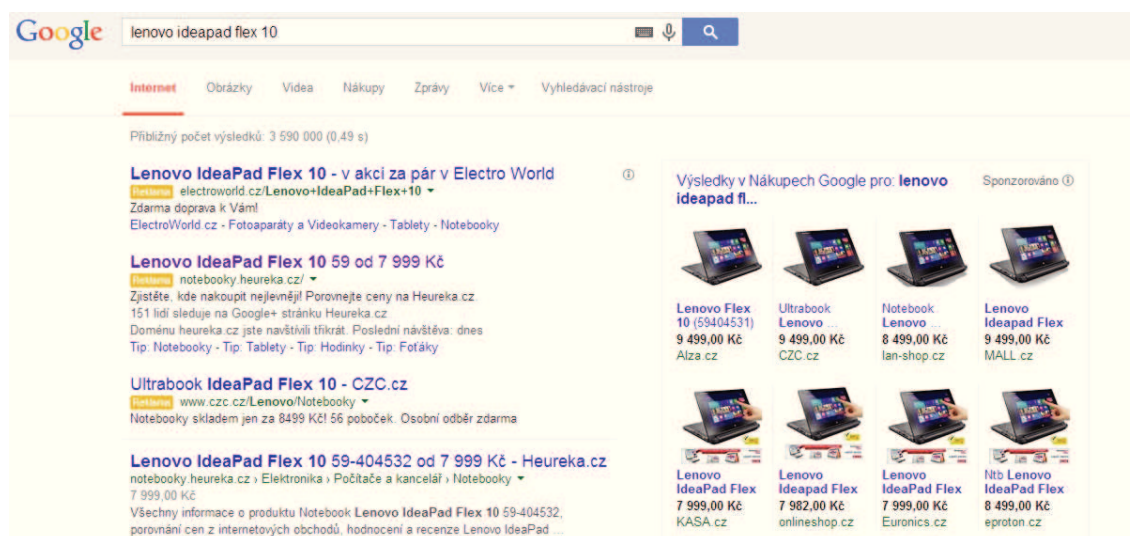 Google
lenovo ideapad flex 10
Internet Obrázky Videa Nákupy Zprávy Více Vyhledávací nástroje
Přibližný počet výsledků: 3 590 000 (0,49 s)
Lenovo IdeaPad Flex 10 - v akci za pár v Electro World
Reklama electroworld.cz/Lenovo+IdeaPad+Flex+10
Zdarma doprava k Vám!
ElectroWorld.cz - Fotoaparáty a Videokamery - Tablety - Notebooky
Lenovo IdeaPad Flex 10 59 od 7 999 Kč
Reklama notebooky.heureka.cz/
Zjistěte, kde nakoupit nejlevněji! Porovnejte ceny na Heureka.cz
151 lidí sleduje na Google+ stránku Heureka.cz
Doménu heureka.cz jste navštívili třikrát. Poslední návštěva: dnes
Tip: Notebooky - Tip: Tablety - Tip: Hodinky - Tip: Foťáky
Ultrabook IdeaPad Flex 10 - CZC.cz
Reklama www.czc.cz/Lenovo/Notebooky
Notebooky skladem jen za 8499 Kč! 56 poboček. Osobní odběr zdarma
Lenovo IdeaPad Flex 10 59-404532 od 7 999 Kč - Heureka.cz
notebooky.heureka.cz › Elektronika › Počítače a kancelář › Notebooky
7 999,00 Kč
Všechny informace o produktu Notebook Lenovo IdeaPad Flex 10 59-404532,
porovnání cen z internetových obchodů, hodnocení a recenze Lenovo IdeaPad ...
Výsledky v Nákupech Google pro: lenovo
ideapad fl...
Sponzorováno
Lenovo Flex
10 (59404531)
9 499,00 Kč
Alza.cz
Ultrabook
Lenovo ...
9 499,00 Kč
CZC.cz
Notebook
Lenovo ...
8 499,00 Kč
lan-shop.cz
Lenovo
Ideapad Flex
9 499,00 Kč
MALL.cz
Lenovo
IdeaPad Flex
7 999,00 Kč
KASA.cz
Lenovo
Ideapad Flex
7 982,00 Kč
onlineshop.cz
Lenovo
IdeaPad Flex
7 999,00 Kč
Euronics.cz
Ntb Lenovo
IdeaPad Flex
8 499,00 Kč
eproton.cz